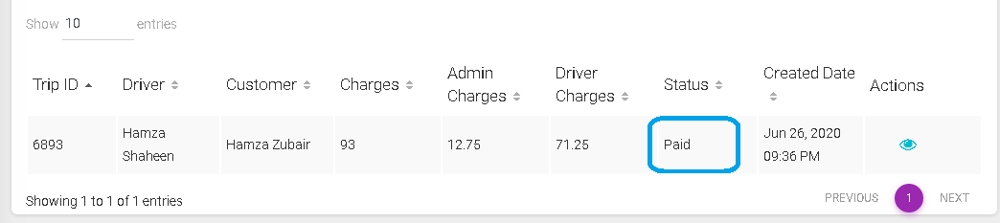 Show 10 entries
Trip ID Driver Customer Charges Admin Charges Driver Charges Status Created Date Actions
6893 Hamza Shaheen Hamza Zubair 93 12.75 71.25 Paid Jun 26, 2020 09:36 PM
Showing 1 to 1 of 1 entries
PREVIOUS 1 NEXT